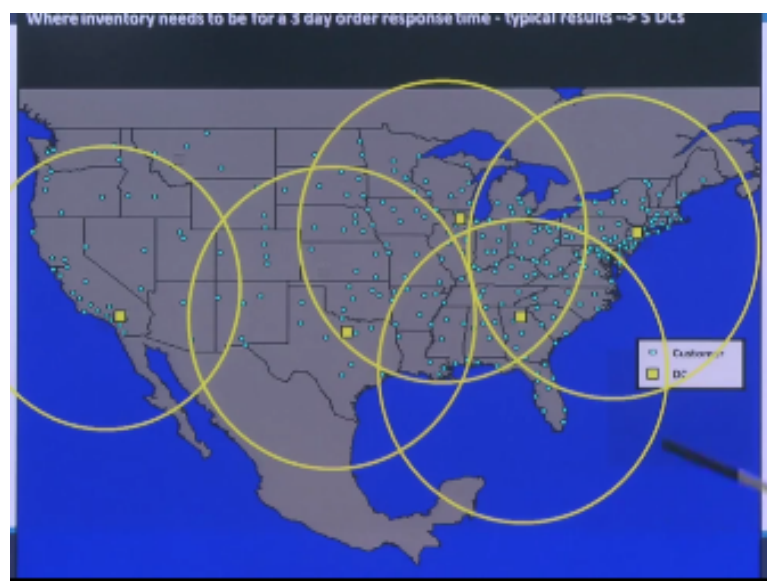 Where inventory needs to be for a 3 day order response time - typical results --> 5 DCs
Customer
DC